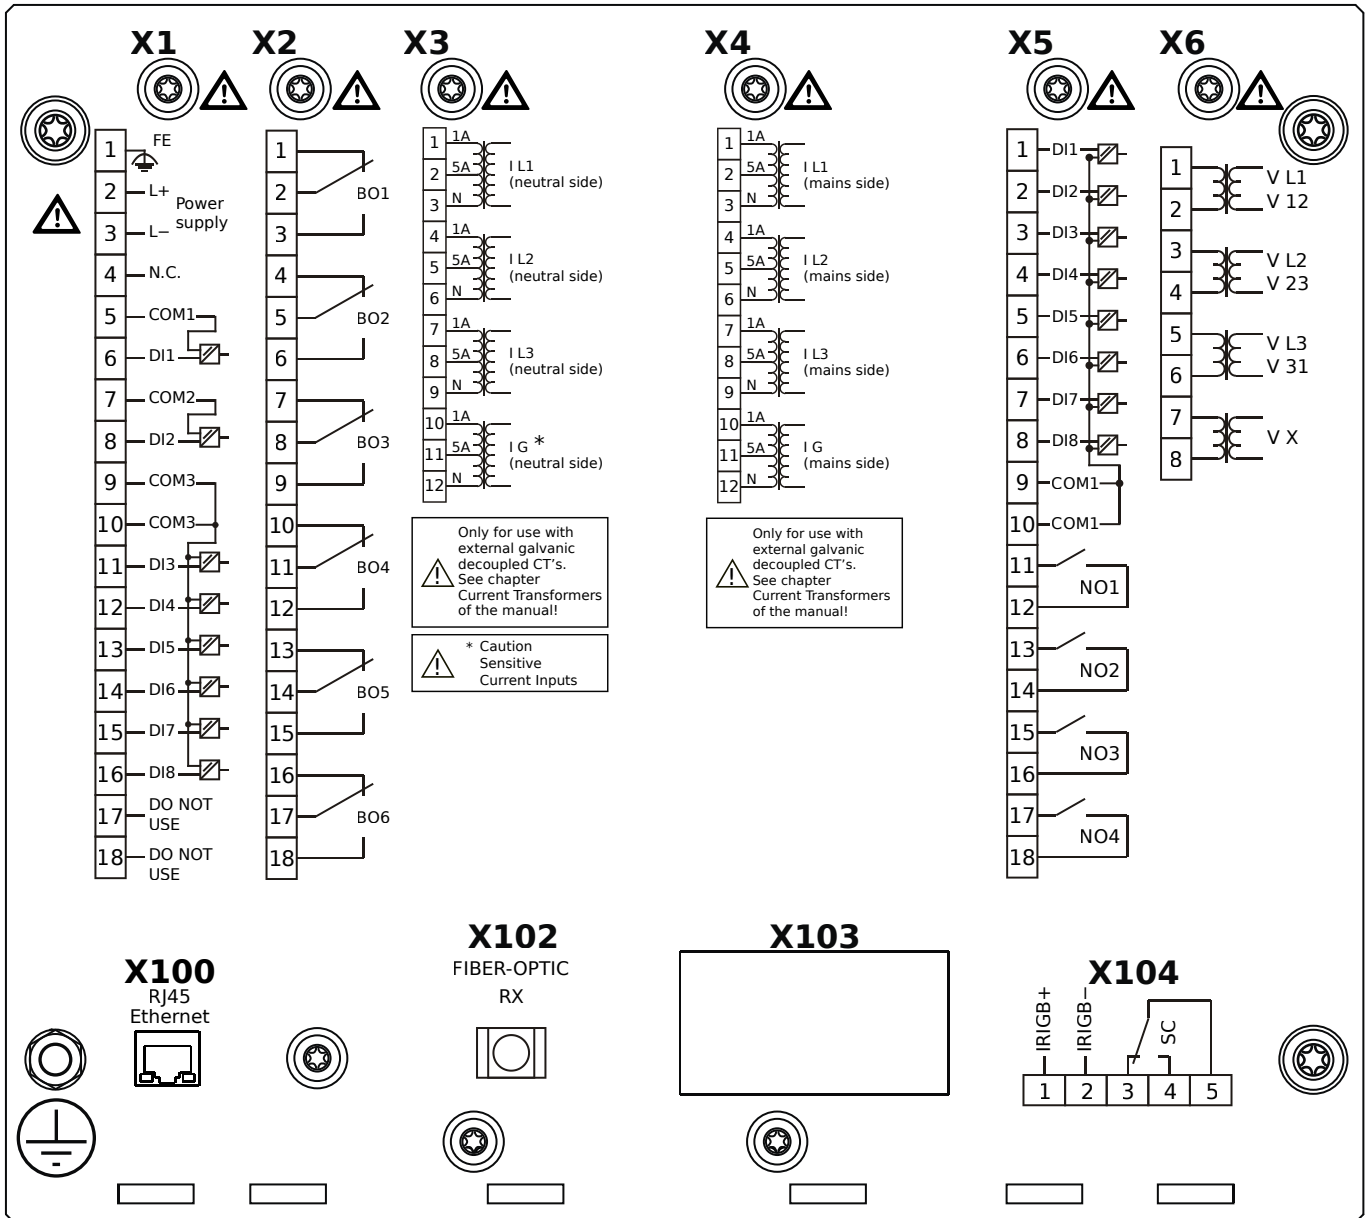 X1
X2
X3
X4
X5
X6
1 FE
2 L+ Power
supply
3 L−
4 N.C.
5 COM1
6 DI1
7 COM2
8 DI2
9 COM3
10 COM3
11 DI3
12 DI4
13 DI5
14 DI6
15 DI7
16 DI8
17 DO NOT
USE
18 DO NOT
USE
1
2 BO1
3
4
5 BO2
6
7
8 BO3
9
10
11 BO4
12
13
14 BO5
15
16
17 BO6
18
1 1A
2 5A I L1
(neutral side)
3 N
4 1A
5 5A I L2
(neutral side)
6 N
7 1A
8 5A I L3
(neutral side)
9 N
10 1A
11 5A I G *
(neutral side)
12 N
Only for use with
external galvanic
decoupled CT's.
See chapter
Current Transformers
of the manual!
* Caution
Sensitive
Current Inputs
1 1A
2 5A I L1
(mains side)
3 N
4 1A
5 5A I L2
(mains side)
6 N
7 1A
8 5A I L3
(mains side)
9 N
10 1A
11 5A I G
(mains side)
12 N
Only for use with
external galvanic
decoupled CT's.
See chapter
Current Transformers
of the manual!
1 DI1
2 DI2
3 DI3
4 DI4
5 DI5
6 DI6
7 DI7
8 DI8
9 COM1
10 COM1
11
NO1
12
13
NO2
14
15
NO3
16
17
NO4
18
1 V L1
2 V 12
3 V L2
4 V 23
5 V L3
6 V 31
7
V X
8
X100
RJ45
Ethernet
X102
FIBER-OPTIC
RX
X103
X104
IRIGB+
IRIGB−
SC
1 2 3 4 5